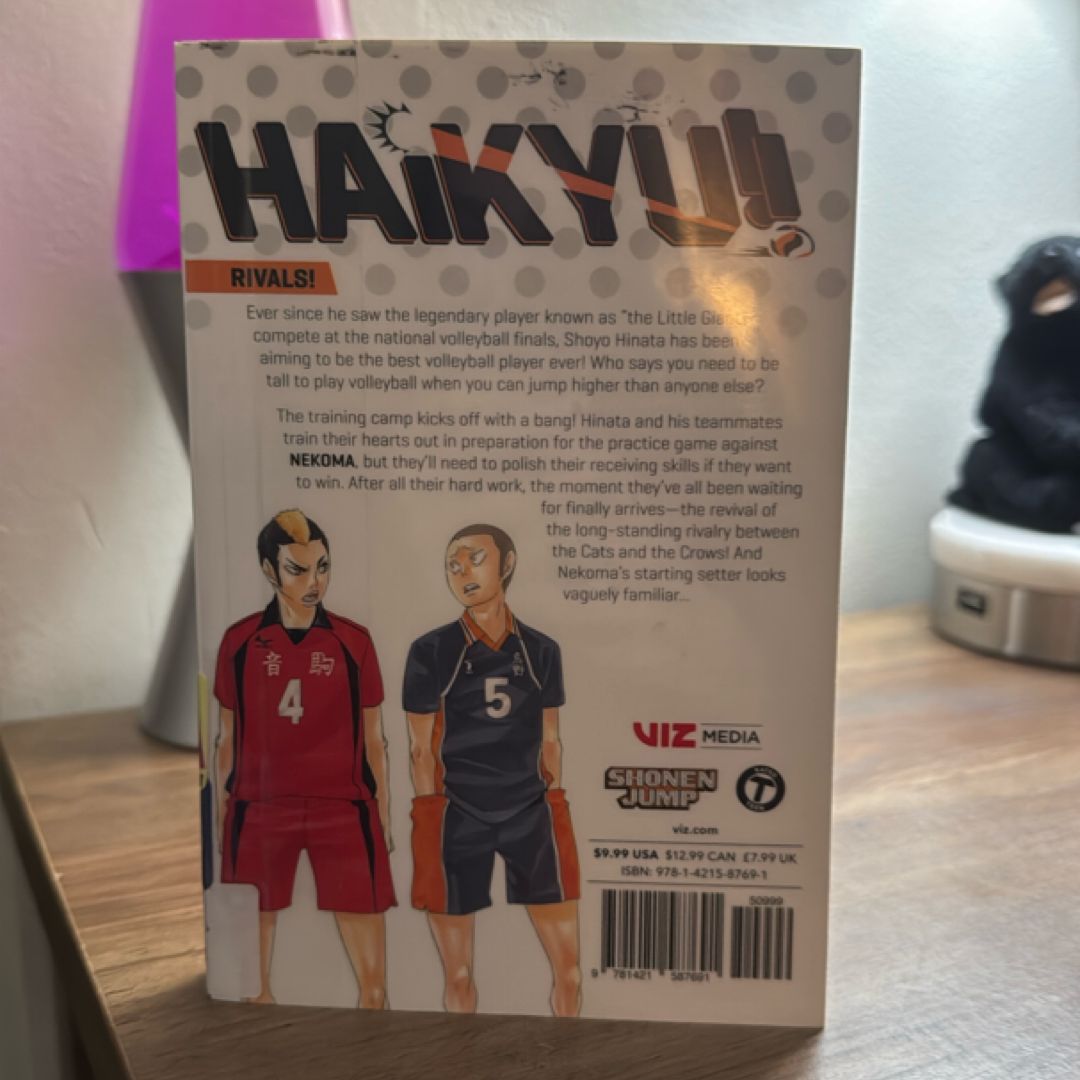 HAiKYU!!
RIVALS!
Ever since he saw the legendary player known as "the Little
compete at the national volleyball finals, Shoyo Hinata has been
aiming to be the best volleyball player ever! Who says you need to be
tall to play volleyball when you can jump higher than anyone else?
The training camp kicks off with a bang! Hinata and his teammates
train their hearts out in preparation for the practice game against
NEKOMA, but they'll need to polish their receiving skills if they want
to win. After all their hard work, the moment they've all been waiting
for finally arrives—the revival of
the long-standing rivalry between
the Cats and the Crows! And
Nekoma's starting setter looks
vaguely familiar...
音駒
4
5
VIZ MEDIA
SHONEN
JUMP
RATED
T
TEEN
viz.com
$9.99 USA $12.99 CAN £7.99 UK
ISBN: 978-1-4215-8769-1
50999
9 781421 587691